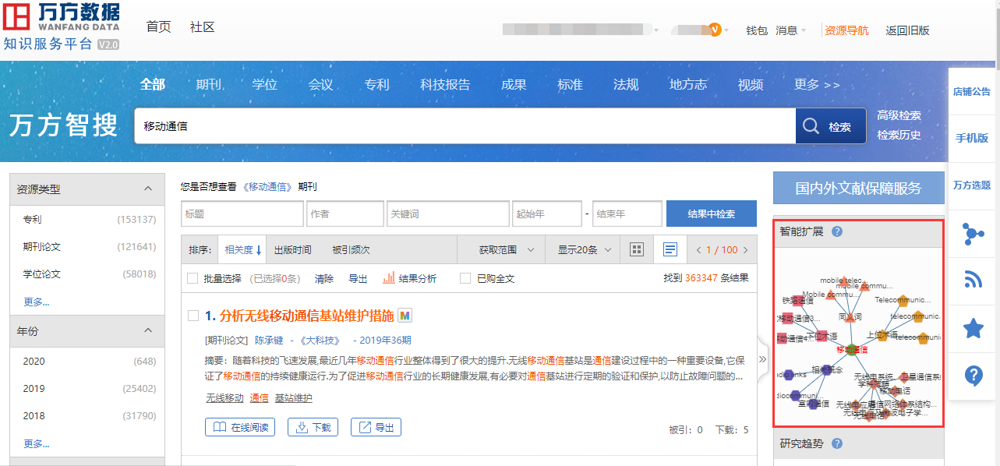 万方数据
WANFANG DATA
知识服务平台 V2.0
首页 社区
钱包 消息 资源导航 返回旧版
全部 期刊 学位 会议 专利 科技报告 成果 标准 法规 地方志 视频 更多 >>
万方智搜
移动通信
检索
高级检索
检索历史
店铺公告
手机版
万方选题
资源类型
专利 (153137)
期刊论文 (121641)
学位论文 (58018)
更多...
年份
2020 (648)
2019 (25402)
2018 (31790)
更多...
您是否想查看《移动通信》期刊
标题 作者 关键词 起始年 - 结束年 结果中检索
排序: 相关度 出版时间 被引频次 获取范围 显示20条 < 1 / 100 >
批量选择 (已选择0条) 清除 导出 结果分析 已购全文 找到 363347 条结果
1. 分析无线移动通信基站维护措施 M
[期刊论文] 陈承键 - 《大科技》 - 2019年36期
摘要：随着科技的飞速发展,最近几年移动通信行业整体得到了很大的提升.无线移动通信基站是通信建设过程中的一种重要设备,它保
证了移动通信的持续健康运行.为了促进移动通信行业的长期健康发展,有必要对通信基站进行定期的验证和保护,以防止故障问题的...
无线移动 通信 基站维护
在线阅读 下载 导出
被引：0 下载：5
国内外文献保障服务
智能扩展 ?
mobile telec...
mobile commu...
Mobile commu...
铁路通信
Telecommunic...
移动通信3...
同义词
telecommunic...
移动通信4...
下位术语
上位术语
telecommunic...
移动通信
相关概念
radio links
无线电系统
卫星通信系统
学科范畴
移动电话
室内通信
通信网络体系结构...
无线电通信
研究趋势 ?